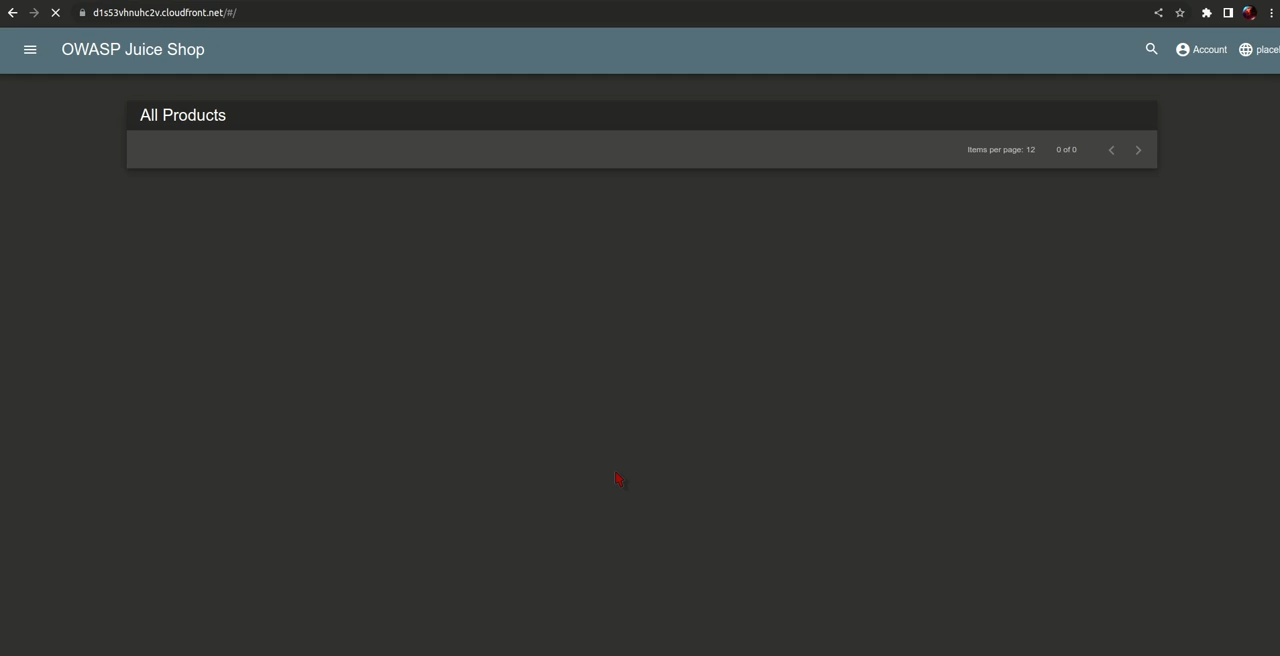 d1s53vhnuhc2v.cloudfront.net/#/
OWASP Juice Shop
Account
All Products
Items per page: 12
0 of 0